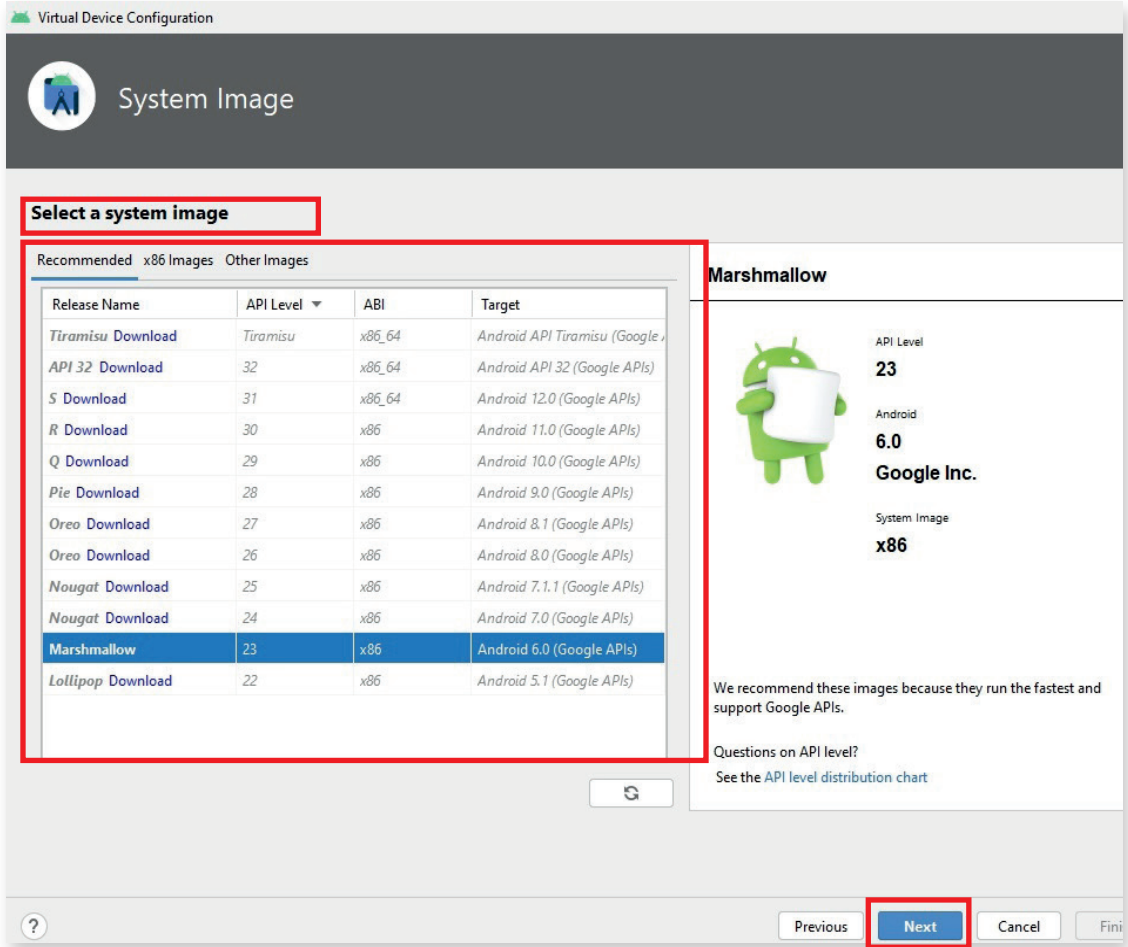 Virtual Device Configuration
System Image
Select a system image
Recommended x86 Images Other Images
Release Name API Level ABI Target
Tiramisu Download Tiramisu x86_64 Android API Tiramisu (Google
API 32 Download 32 x86_64 Android API 32 (Google APIs)
S Download 31 x86_64 Android 12.0 (Google APIs)
R Download 30 x86 Android 11.0 (Google APIs)
Q Download 29 x86 Android 10.0 (Google APIs)
Pie Download 28 x86 Android 9.0 (Google APIs)
Oreo Download 27 x86 Android 8.1 (Google APIs)
Oreo Download 26 x86 Android 8.0 (Google APIs)
Nougat Download 25 x86 Android 7.1.1 (Google APIs)
Nougat Download 24 x86 Android 7.0 (Google APIs)
Marshmallow 23 x86 Android 6.0 (Google APIs)
Lollipop Download 22 x86 Android 5.1 (Google APIs)
Marshmallow
API Level
23
Android
6.0
Google Inc.
System Image
x86
We recommend these images because they run the fastest and
support Google APIs.
Questions on API level?
See the API level distribution chart
? Previous Next Cancel Fini